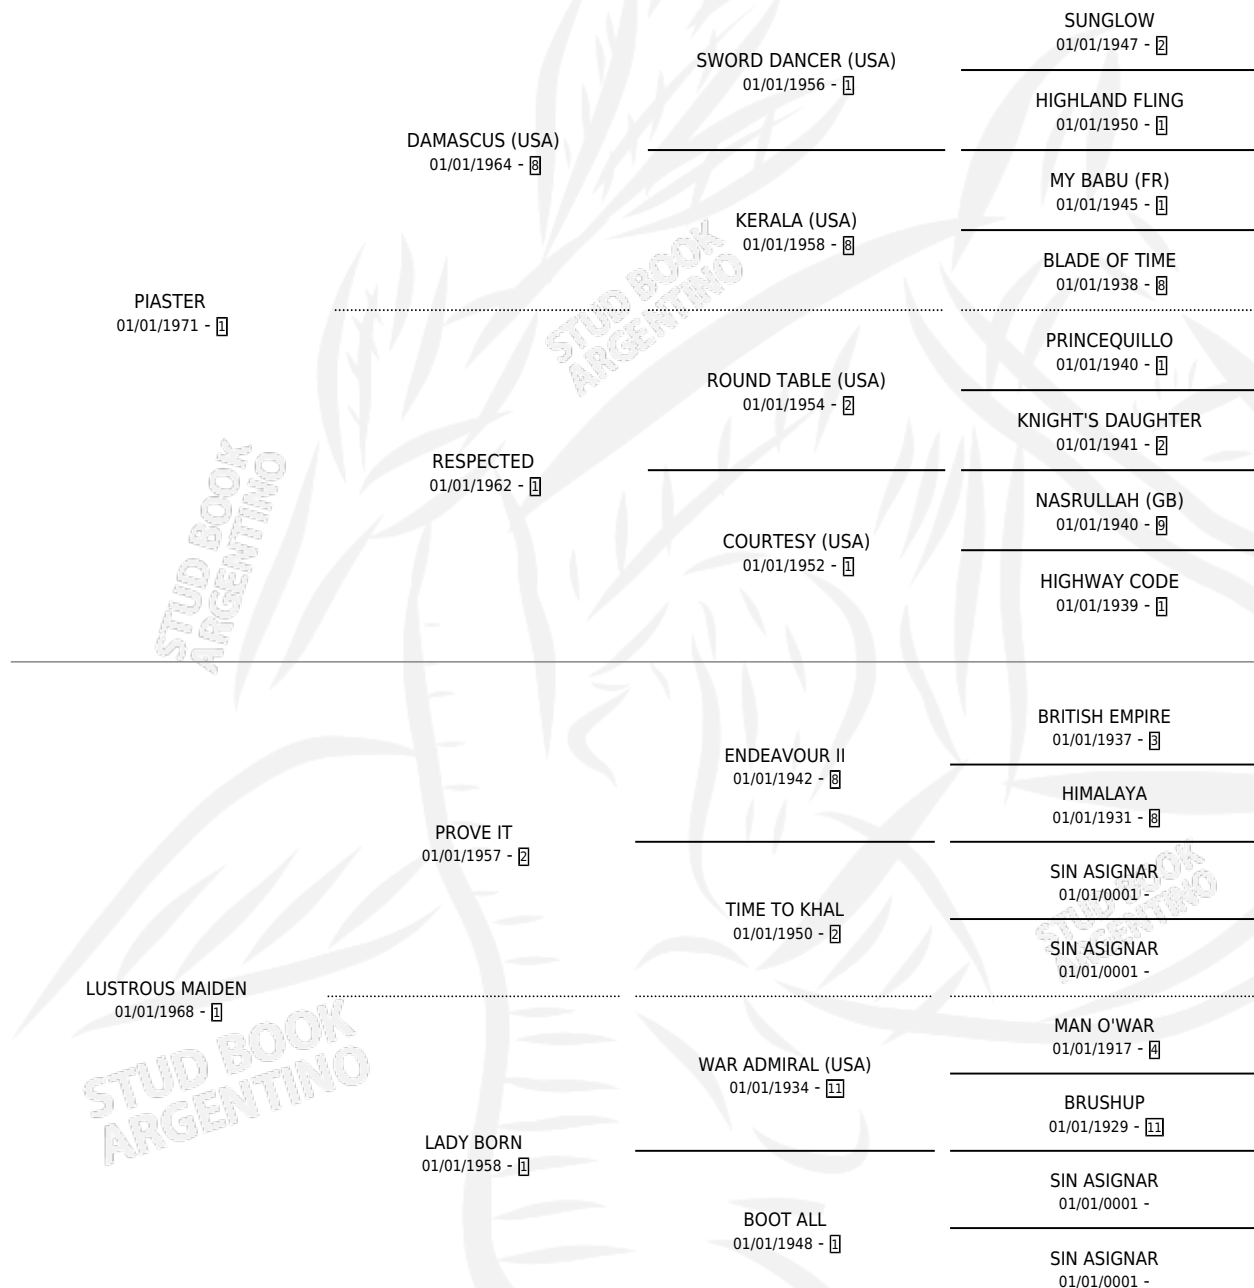 SUNGLOW
01/01/1947 - 2
SWORD DANCER (USA)
01/01/1956 - 1
HIGHLAND FLING
01/01/1950 - 1
DAMASCUS (USA)
01/01/1964 - 8
MY BABU (FR)
01/01/1945 - 1
KERALA (USA)
01/01/1958 - 8
BLADE OF TIME
01/01/1938 - 8
PIASTER
01/01/1971 - 1
STUD BOOK
ARGENTINO
PRINCEQUILLO
01/01/1940 - 1
ROUND TABLE (USA)
01/01/1954 - 2
KNIGHT'S DAUGHTER
01/01/1941 - 2
RESPECTED
01/01/1962 - 1
NASRULLAH (GB)
01/01/1940 - 9
COURTESY (USA)
01/01/1952 - 1
HIGHWAY CODE
01/01/1939 - 1
STUD BOOK
ARGENTINO
BRITISH EMPIRE
01/01/1937 - 3
ENDEAVOUR II
01/01/1942 - 8
HIMALAYA
01/01/1931 - 8
PROVE IT
01/01/1957 - 2
SIN ASIGNAR
01/01/0001 -
TIME TO KHAL
01/01/1950 - 2
SIN ASIGNAR
01/01/0001 -
STUD BOOK
ARGENTINO
LUSTROUS MAIDEN
01/01/1968 - 1
STUD BOOK
ARGENTINO
MAN O'WAR
01/01/1917 - 4
WAR ADMIRAL (USA)
01/01/1934 - 11
BRUSHUP
01/01/1929 - 11
LADY BORN
01/01/1958 - 1
SIN ASIGNAR
01/01/0001 -
BOOT ALL
01/01/1948 - 1
SIN ASIGNAR
01/01/0001 -